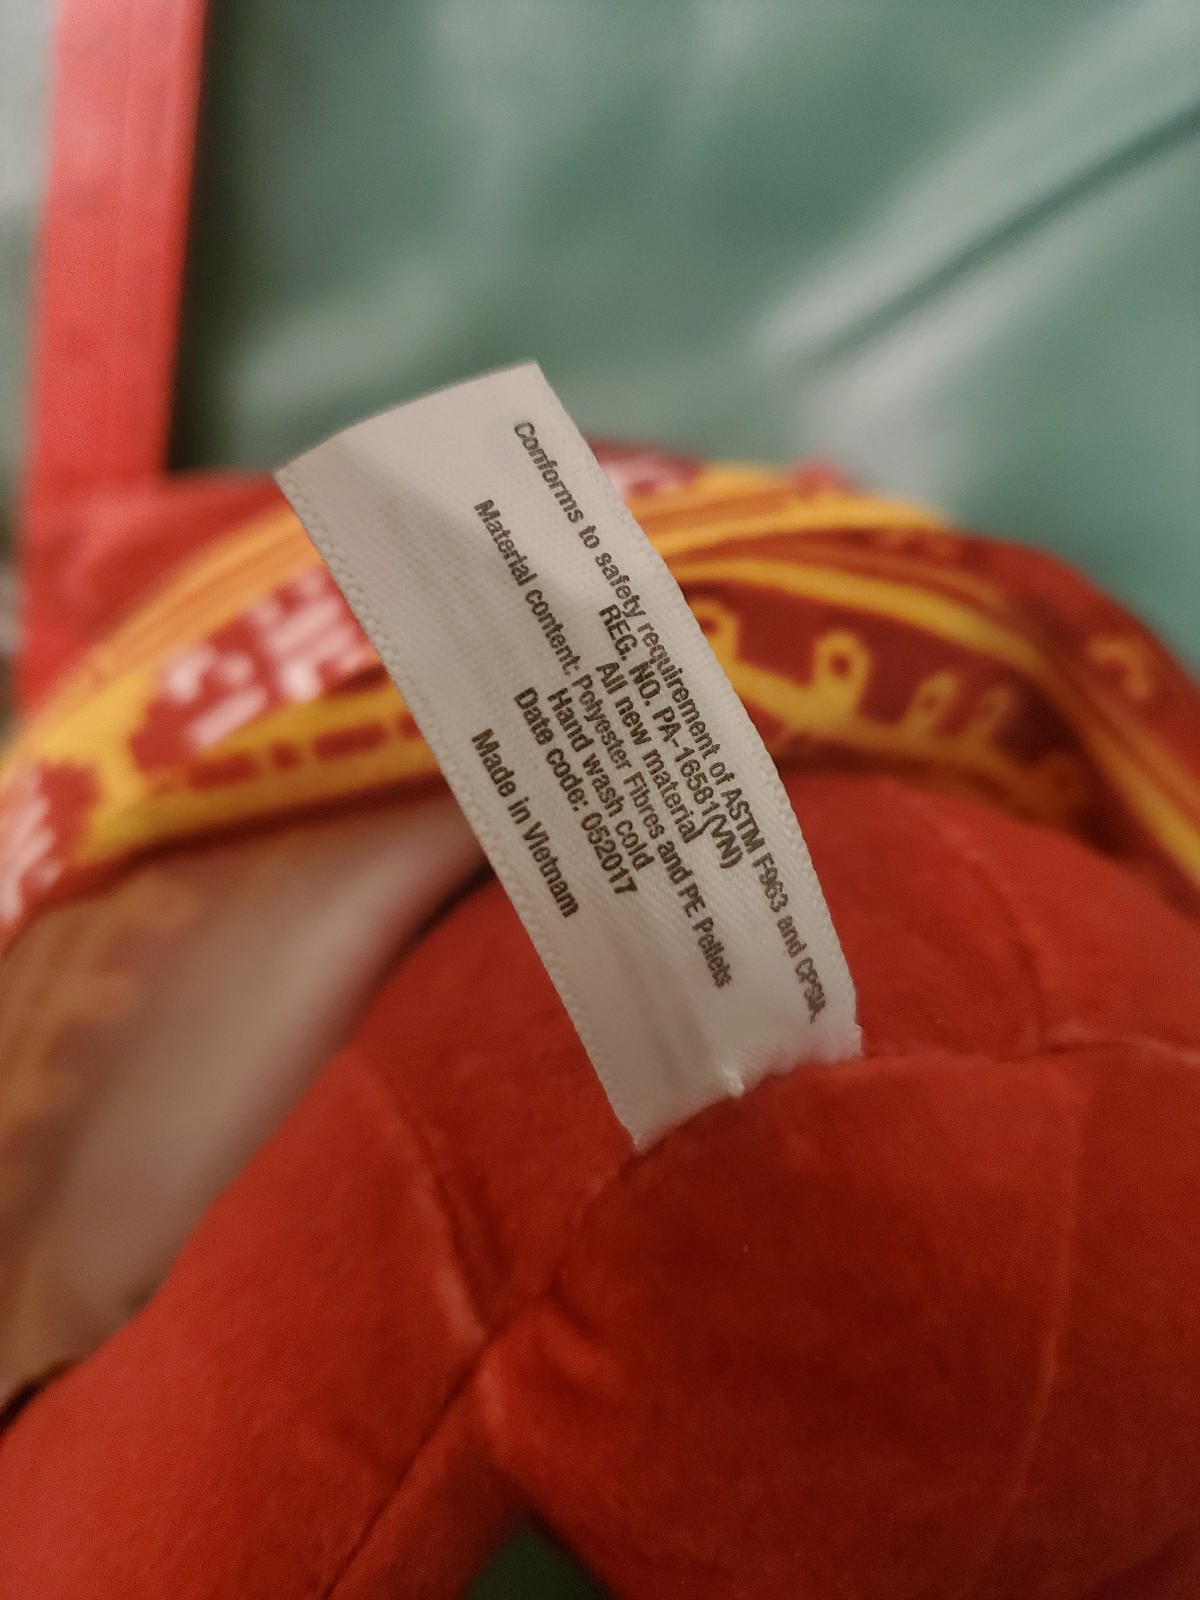 Conforms to safety requirement of ASTM F963 and CPSIA.
REG. NO. PA-16581(VN)
All new material
Material content: Polyester Fibres and PE Pellets
Hand wash cold
Date code: 052017
Made in Vietnam